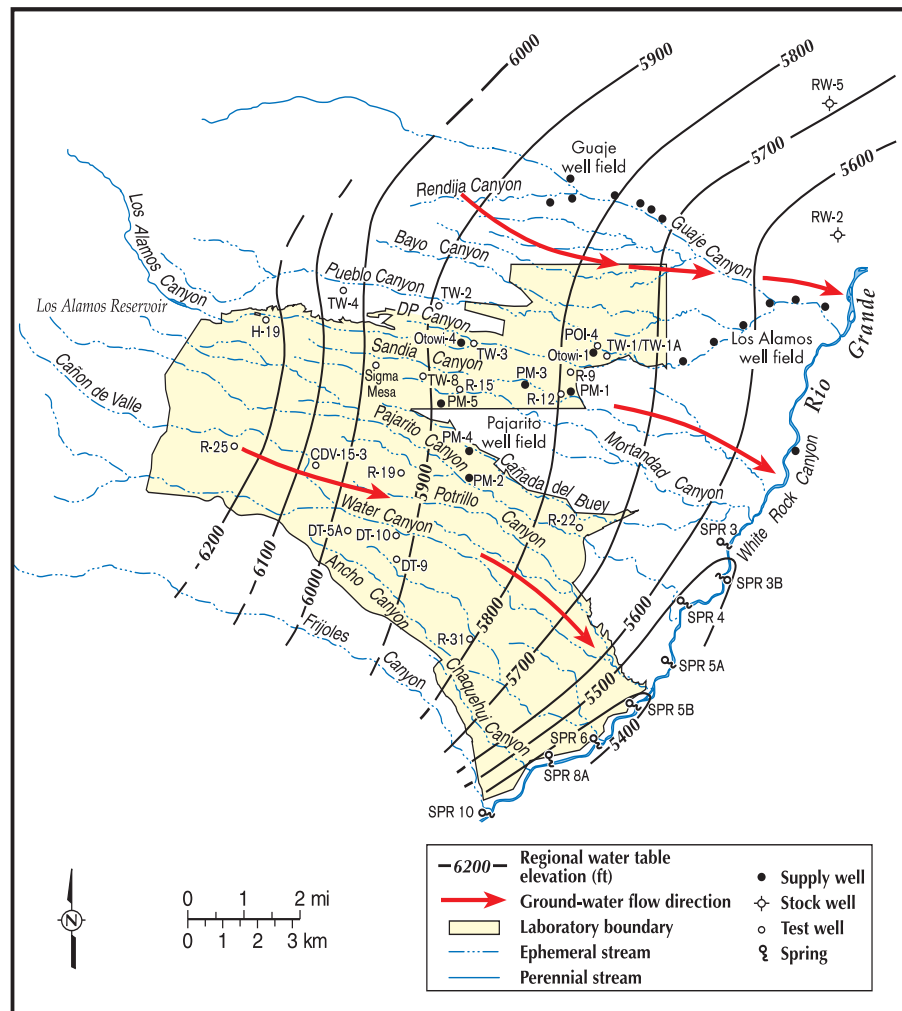 6000
5900
5800
RW-5
5700
Guaje
well field
5600
Rendija Canyon
Los Alamos Canyon
Guaje Canyon
RW-2
Bayo Canyon
Pueblo Canyon
TW-4
TW-2
Los Alamos Reservoir
DP Canyon
H-19
Otowi-4
TW-3
POI-4
Otowi-1
TW-1/TW-1A
Los Alamos
well field
Rio Grande
Sandia Canyon
Sigma
Mesa
TW-8
R-15
PM-3
R-9
R-12
PM-1
PM-5
Cañon de Valle
Pajarito Canyon
PM-4
Pajarito
well field
Mortandad Canyon
R-25
CDV-15-3
R-19
5900
PM-2
Cañada del Buey
White Rock Canyon
Potrillo Canyon
Water Canyon
R-22
DT-5A
DT-10
SPR 3
6200
6100
6000
DT-9
SPR 3B
Ancho Canyon
5800
5600
SPR 4
Frijoles Canyon
R-31
5700
5500
SPR 5A
Chaquehui Canyon
SPR 5B
SPR 6
5400
SPR 8A
SPR 10
N
0 1 2 mi
0 1 2 3 km
6200
Regional water table
elevation (ft)
Ground-water flow direction
Laboratory boundary
Ephemeral stream
Perennial stream
Supply well
Stock well
Test well
Spring